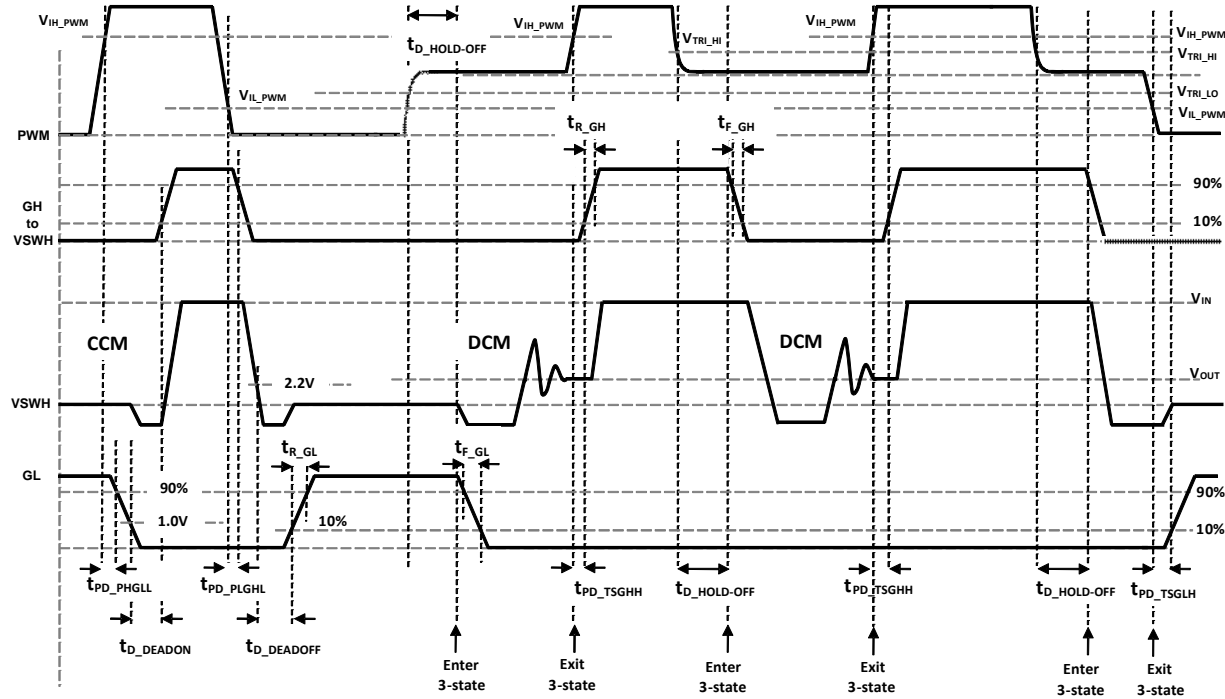 VIH_PWM
tD_HOLD-OFF
VIH_PWM
VTRI_HI
VIH_PWM
VIH_PWM
VTRI_HI
VTRI_LO
VIL_PWM
VIL_PWM
PWM
tR_GH
tF_GH
90%
GH
to
VSWH
10%
VIN
CCM
DCM
DCM
2.2V
VOUT
VSWH
tR_GL
tF_GL
GL
90%
90%
1.0V
10%
10%
tPD_PHGLL
tPD_PLGHL
tPD_TSGHH
tD_HOLD-OFF
tPD_TSGHH
tD_HOLD-OFF
tPD_TSGLH
tD_DEADON
tD_DEADOFF
Enter
3-state
Exit
3-state
Enter
3-state
Exit
3-state
Enter
3-state
Exit
3-state